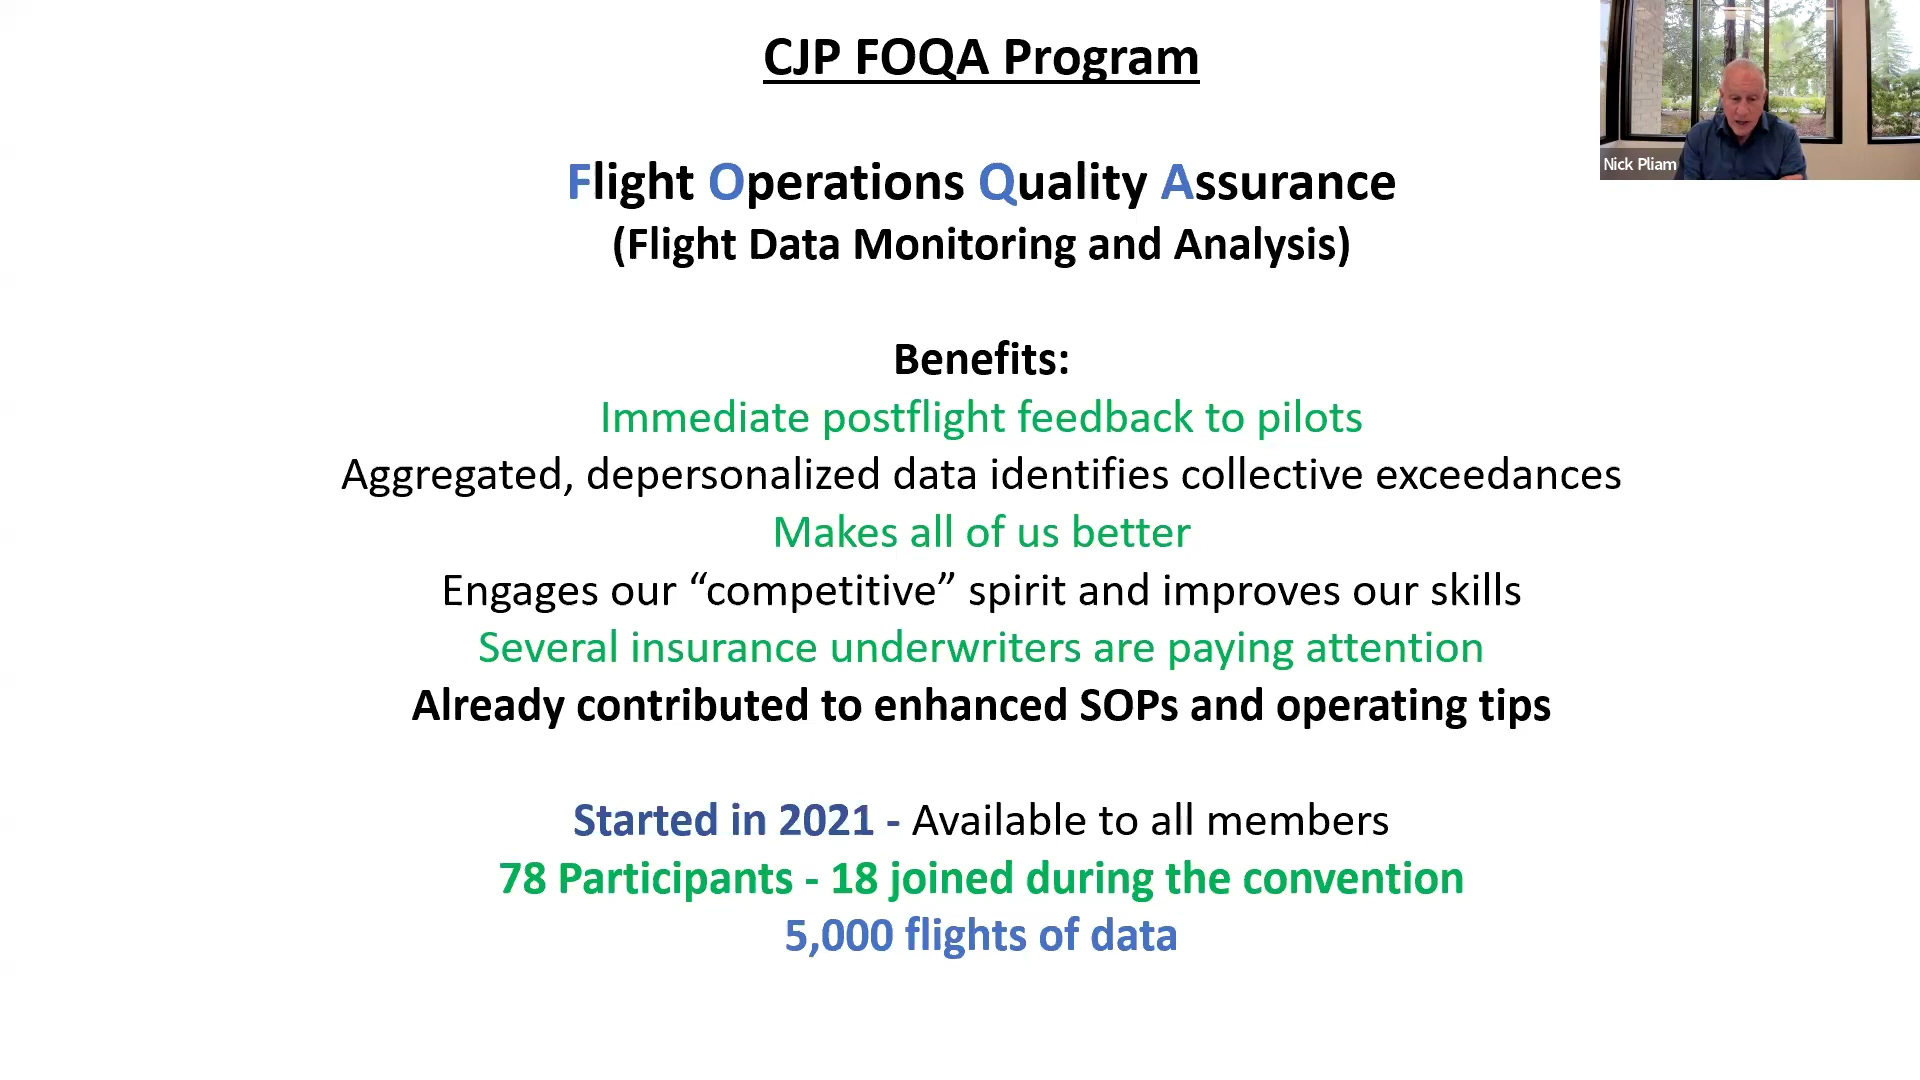 CJP FOQA Program
Nick Pliam
Flight Operations Quality Assurance
(Flight Data Monitoring and Analysis)
Benefits:
Immediate postflight feedback to pilots
Aggregated, depersonalized data identifies collective exceedances
Makes all of us better
Engages our “competitive” spirit and improves our skills
Several insurance underwriters are paying attention
Already contributed to enhanced SOPs and operating tips
Started in 2021 - Available to all members
78 Participants - 18 joined during the convention
5,000 flights of data